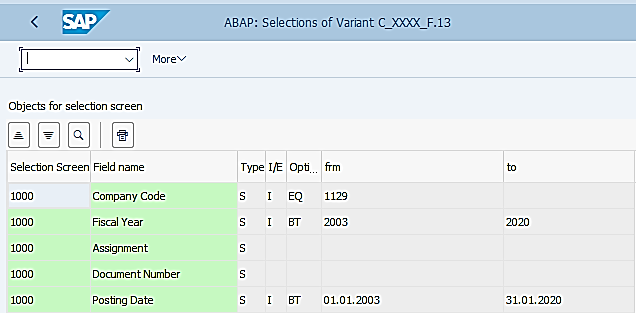 SAP
ABAP: Selections of Variant C_XXXX_F.13
More
Objects for selection screen
Selection Screen Field name Type I/E Opti... frm to
1000 Company Code S I EQ 1129
1000 Fiscal Year S I BT 2003 2020
1000 Assignment S
1000 Document Number S
1000 Posting Date S I BT 01.01.2003 31.01.2020